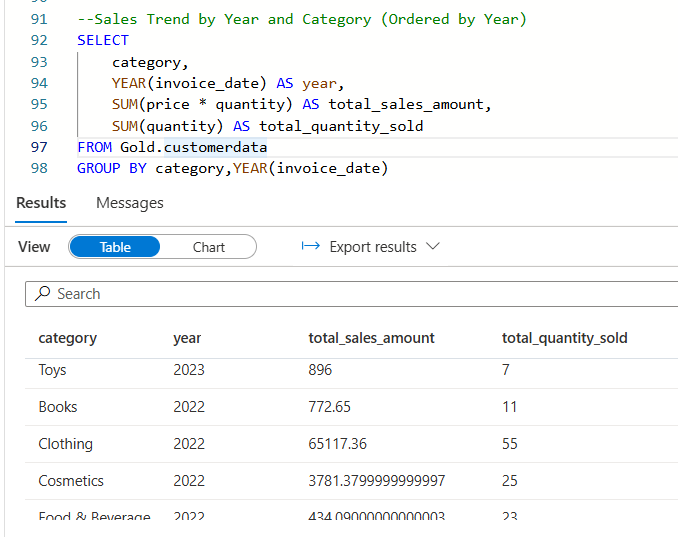 91 --Sales Trend by Year and Category (Ordered by Year)
92 SELECT
93 category,
94 YEAR(invoice_date) AS year,
95 SUM(price * quantity) AS total_sales_amount,
96 SUM(quantity) AS total_quantity_sold
97 FROM Gold.customerdata
98 GROUP BY category,YEAR(invoice_date)
Results Messages
View Table Chart Export results
Search
category year total_sales_amount total_quantity_sold
Toys 2023 896 7
Books 2022 772.65 11
Clothing 2022 65117.36 55
Cosmetics 2022 3781.3799999999997 25
Food & Beverage 2022 434.09000000000003 23